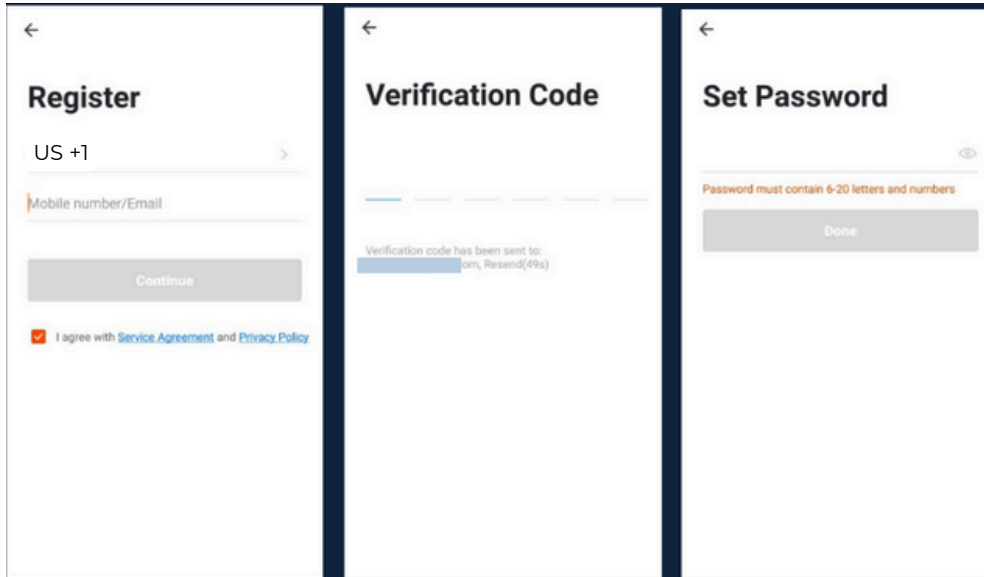 Register
US +1
Mobile number/Email
Continue
I agree with Service Agreement and Privacy Policy
Verification Code
Verification code has been sent to:
om, Resend(49s)
Set Password
Password must contain 6-20 letters and numbers
Done